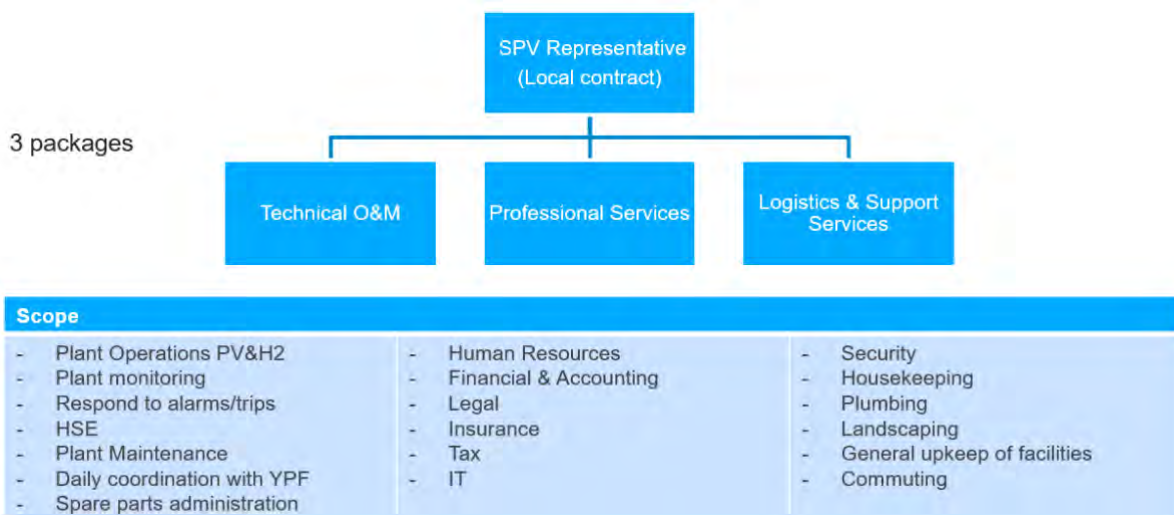 SPV Representative
(Local contract)
3 packages
Technical O&M
Professional Services
Logistics & Support
Services
Scope
- Plant Operations PV&H2
- Plant monitoring
- Respond to alarms/trips
- HSE
- Plant Maintenance
- Daily coordination with YPF
- Spare parts administration
- Human Resources
- Financial & Accounting
- Legal
- Insurance
- Tax
- IT
- Security
- Housekeeping
- Plumbing
- Landscaping
- General upkeep of facilities
- Commuting